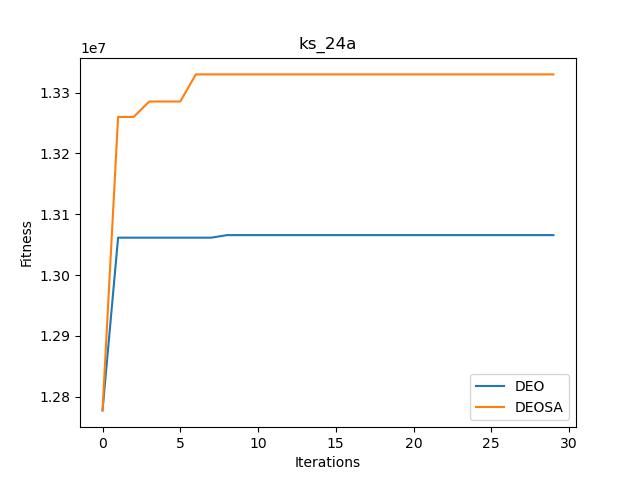 ks_24a
1e7
1.33
1.32
1.31
1.30
1.29
1.28
Fitness
0 5 10 15 20 25 30
Iterations
DEO
DEOSA